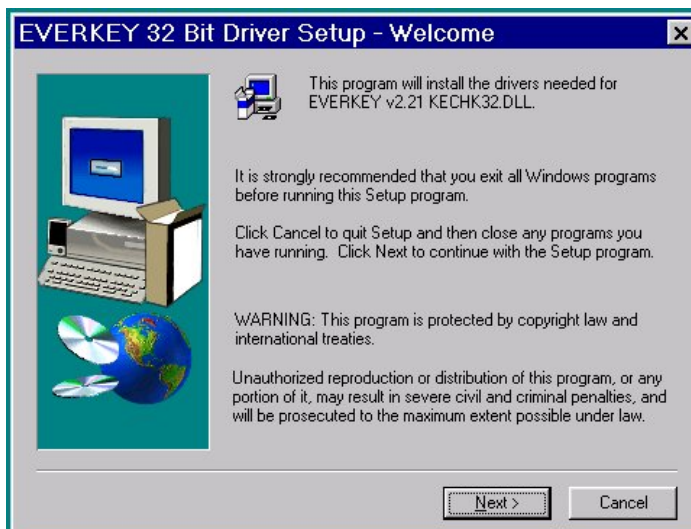 EVERKEY 32 Bit Driver Setup - Welcome
This program will install the drivers needed for
EVERKEY v2.21 KECHK32.DLL.
It is strongly recommended that you exit all Windows programs
before running this Setup program.
Click Cancel to quit Setup and then close any programs you
have running. Click Next to continue with the Setup program.
WARNING: This program is protected by copyright law and
international treaties.
Unauthorized reproduction or distribution of this program, or any
portion of it, may result in severe civil and criminal penalties, and
will be prosecuted to the maximum extent possible under law.
Next >
Cancel